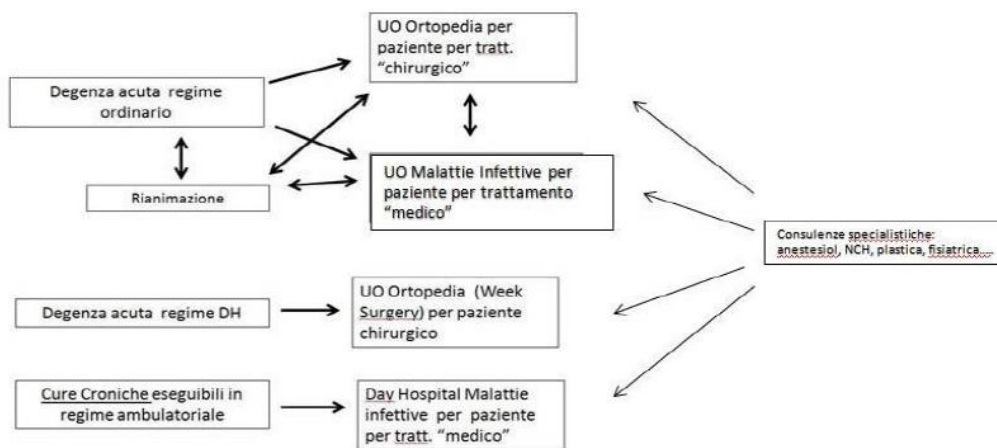 UO Ortopedia per
paziente per tratt.
“chirurgico”
Degenza acuta regime
ordinario
UO Malattie Infettive per
paziente per trattamento
“medico”
Rianimazione
Consulenze specialistiiche:
anestesiol, NCH, plastica, fisiatrica....
UO Ortopedia (Week
Surgery) per paziente
chirurgico
Degenza acuta regime DH
Cure Croniche eseguibili in
regime ambulatoriale
Day Hospital Malattie
infettive per paziente
per tratt. “medico”